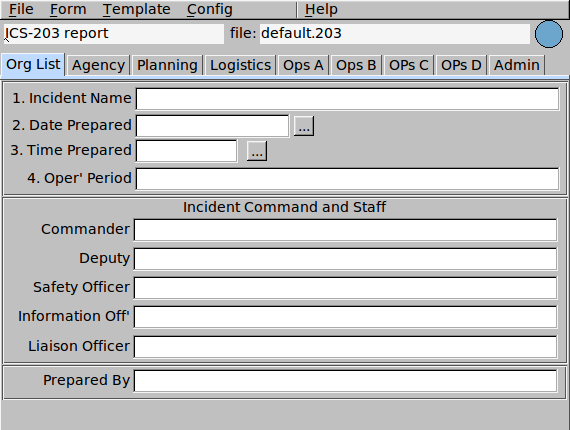 File Form Template Config Help
ICS-203 report file: default.203
Org List Agency Planning Logistics Ops A Ops B OPs C OPs D Admin
1. Incident Name
2. Date Prepared ...
3. Time Prepared ...
4. Oper' Period
Incident Command and Staff
Commander
Deputy
Safety Officer
Information Off'
Liaison Officer
Prepared By